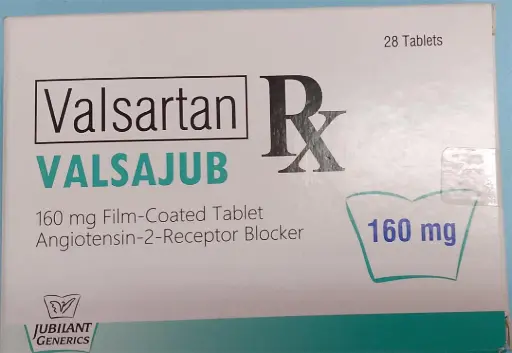 28 Tablets
Valsartan
Rx
VALSAJUB
160 mg Film-Coated Tablet
Angiotensin-2-Receptor Blocker
160 mg
JUBILANT
GENERICS